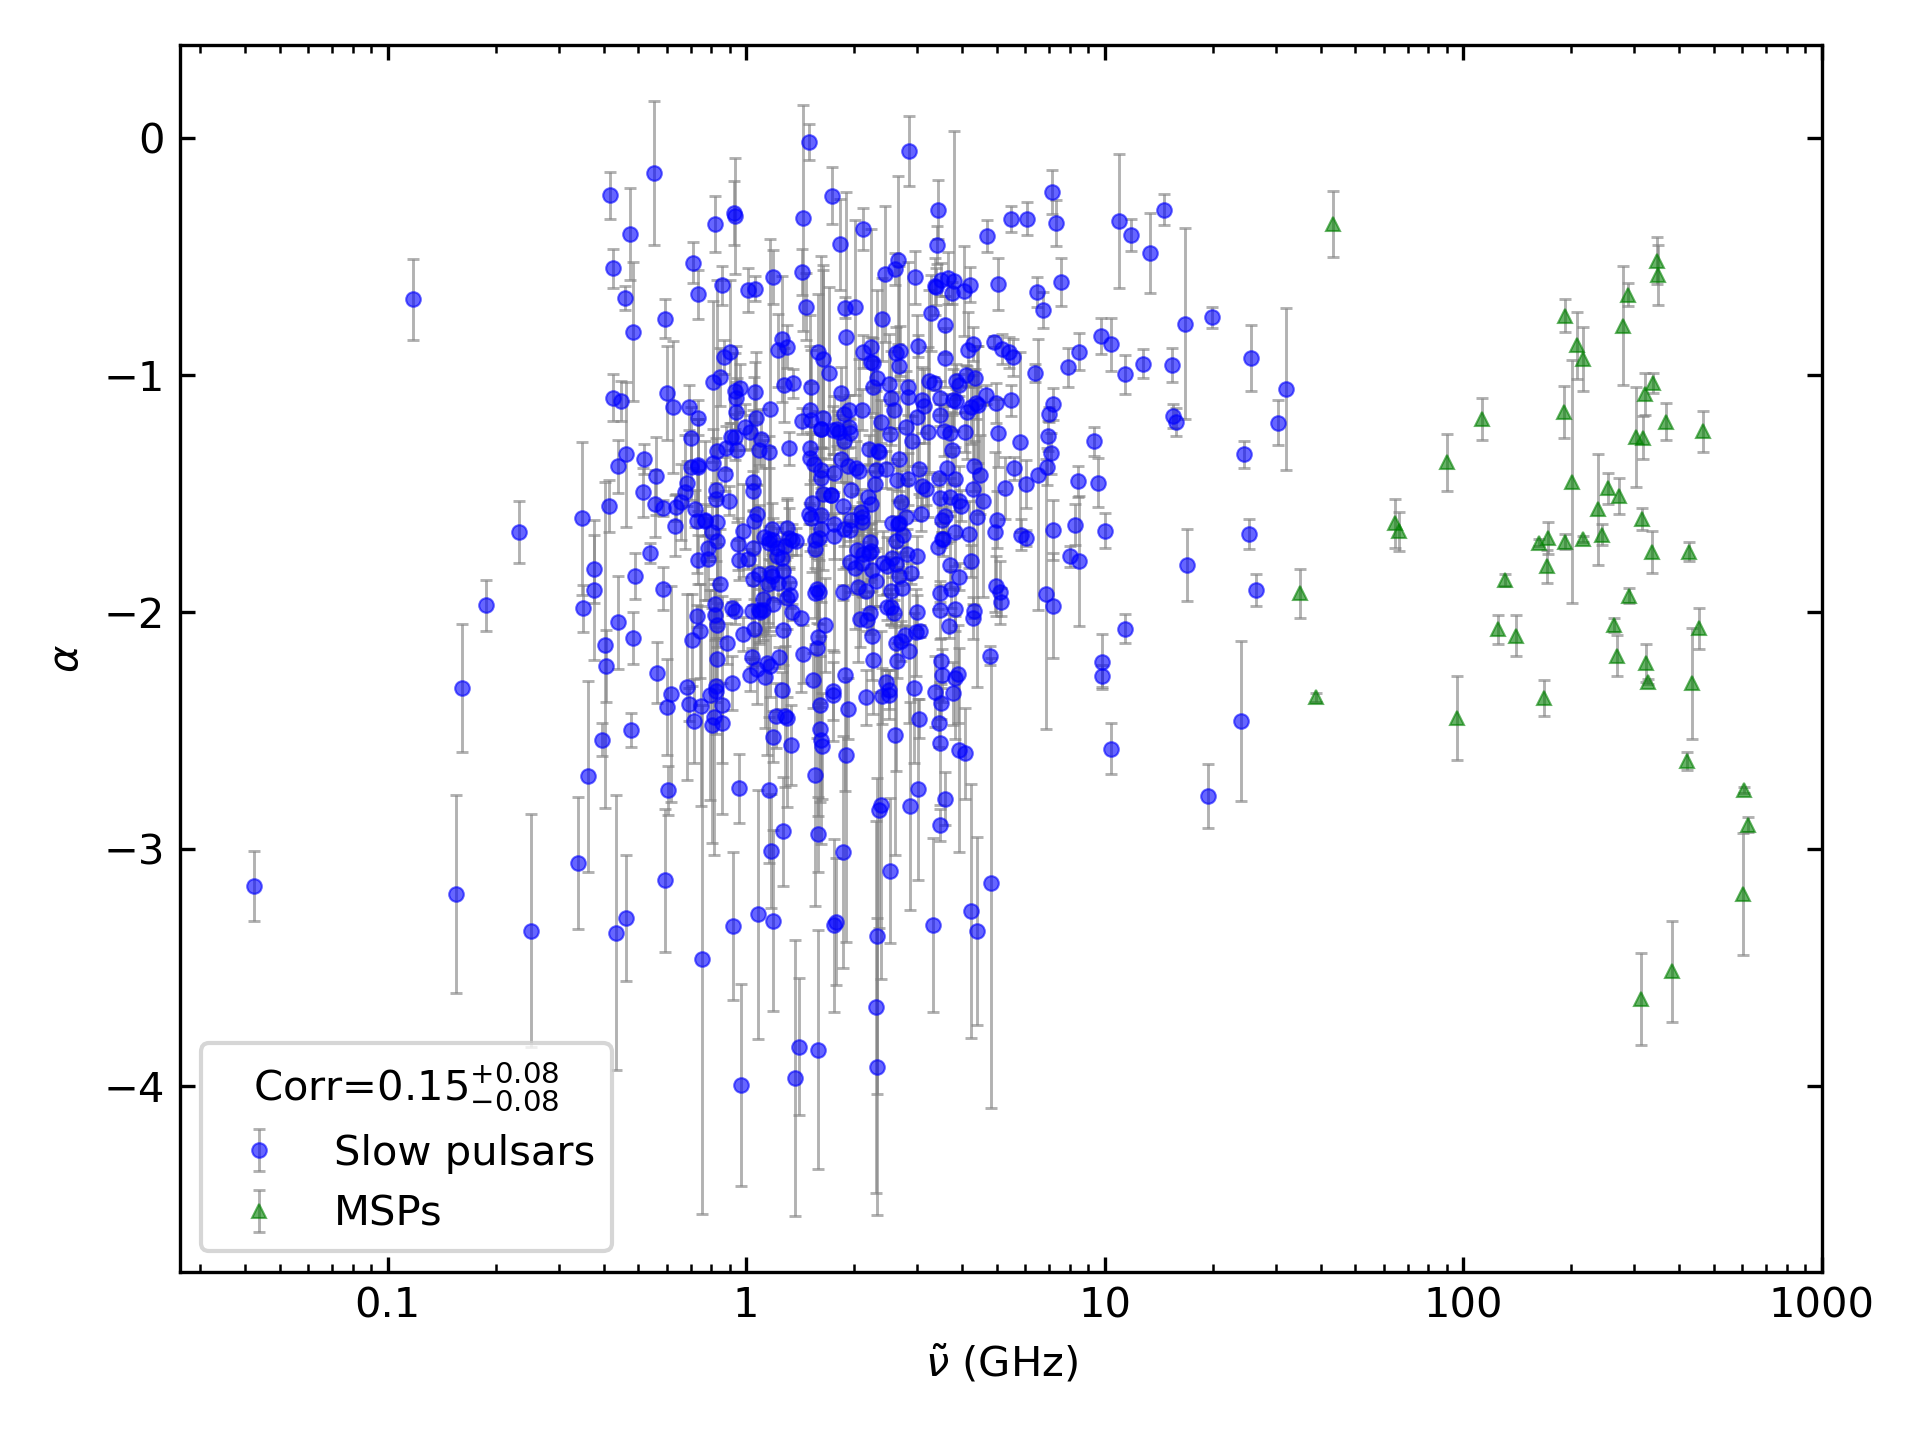 0
−1
−2
−3
−4
α
Corr=0.15+0.08−0.08
Slow pulsars
MSPs
0.1 1 10 100 1000
ν̃ (GHz)